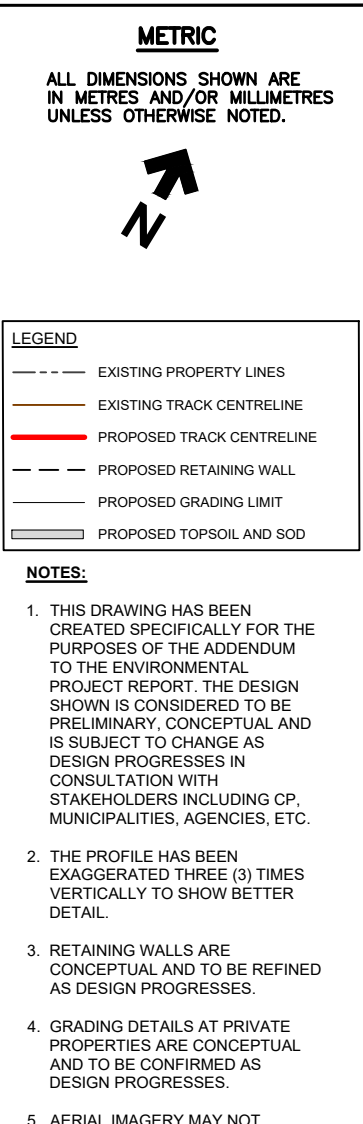 METRIC
ALL DIMENSIONS SHOWN ARE
IN METRES AND/OR MILLIMETRES
UNLESS OTHERWISE NOTED.
N
LEGEND
EXISTING PROPERTY LINES
EXISTING TRACK CENTRELINE
PROPOSED TRACK CENTRELINE
PROPOSED RETAINING WALL
PROPOSED GRADING LIMIT
PROPOSED TOPSOIL AND SOD
NOTES:
1. THIS DRAWING HAS BEEN
CREATED SPECIFICALLY FOR THE
PURPOSES OF THE ADDENDUM
TO THE ENVIRONMENTAL
PROJECT REPORT. THE DESIGN
SHOWN IS CONSIDERED TO BE
PRELIMINARY, CONCEPTUAL AND
IS SUBJECT TO CHANGE AS
DESIGN PROGRESSES IN
CONSULTATION WITH
STAKEHOLDERS INCLUDING CP,
MUNICIPALITIES, AGENCIES, ETC.
2. THE PROFILE HAS BEEN
EXAGGERATED THREE (3) TIMES
VERTICALLY TO SHOW BETTER
DETAIL.
3. RETAINING WALLS ARE
CONCEPTUAL AND TO BE REFINED
AS DESIGN PROGRESSES.
4. GRADING DETAILS AT PRIVATE
PROPERTIES ARE CONCEPTUAL
AND TO BE CONFIRMED AS
DESIGN PROGRESSES.
5. AERIAL IMAGERY MAY NOT